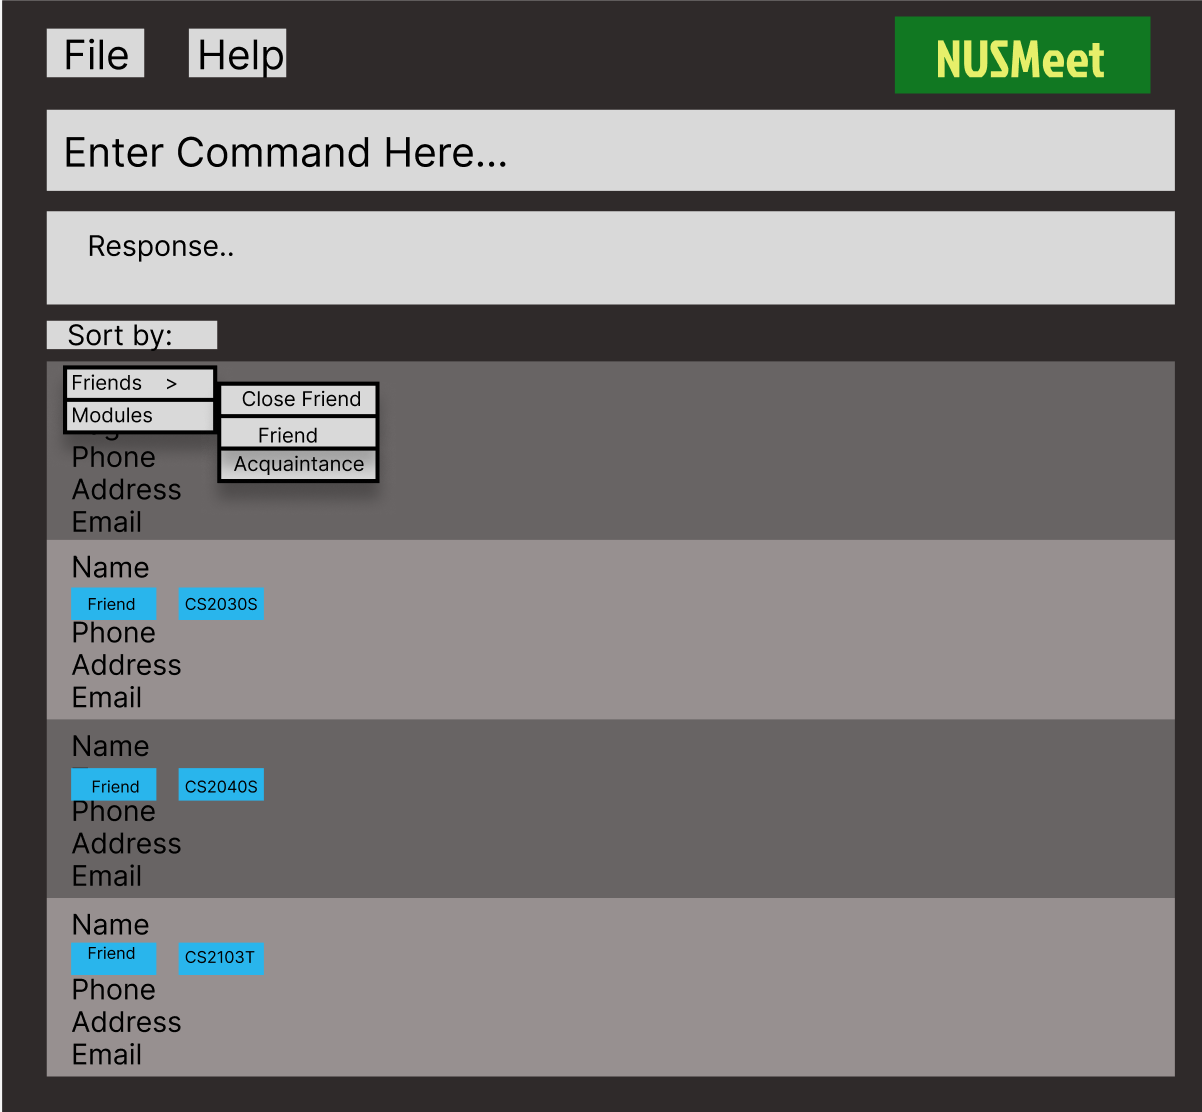 File Help NUSMeet
Enter Command Here...
Response..
Sort by:
Friends >
Close Friend
Modules
Friend
Phone
Acquaintance
Address
Email
Name
Friend CS2030S
Phone
Address
Email
Name
Friend CS2040S
Phone
Address
Email
Name
Friend CS2103T
Phone
Address
Email